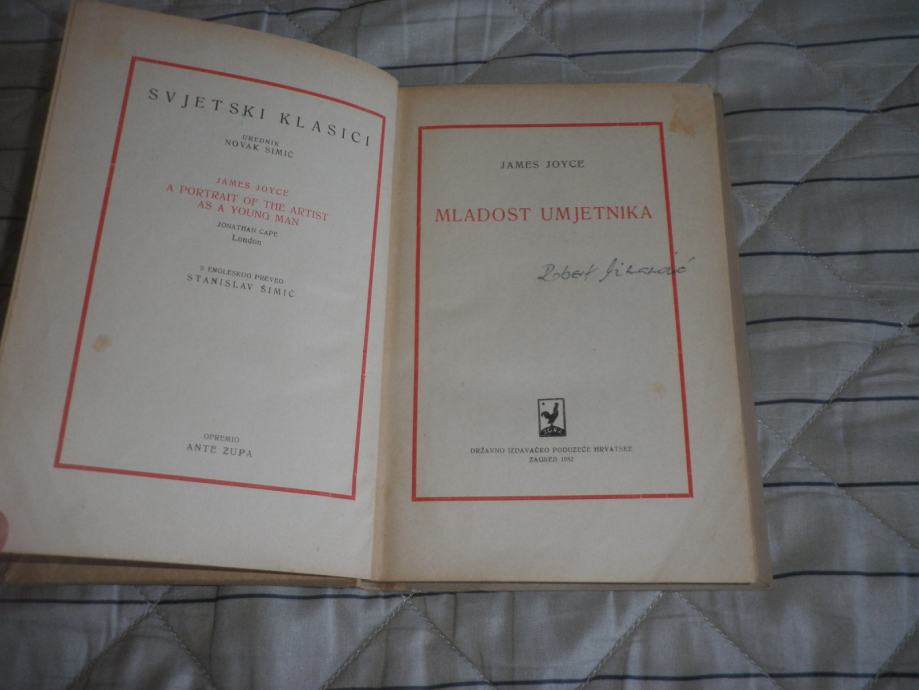 SVJETSKI KLASICI
UREDNIK
NOVAK SIMIĆ
JAMES JOYCE
A PORTRAIT OF THE ARTIST
AS A YOUNG MAN
JONATHAN CAPE
London
S ENGLESKOG PREVEO
STANISLAV ŠIMIĆ
OPREMIO
ANTE ZUPA
JAMES JOYCE
MLADOST UMJETNIKA
Robert
DRŽAVNO IZDAVAČKO PODUZEĆE HRVATSKE
ZAGREB 1952